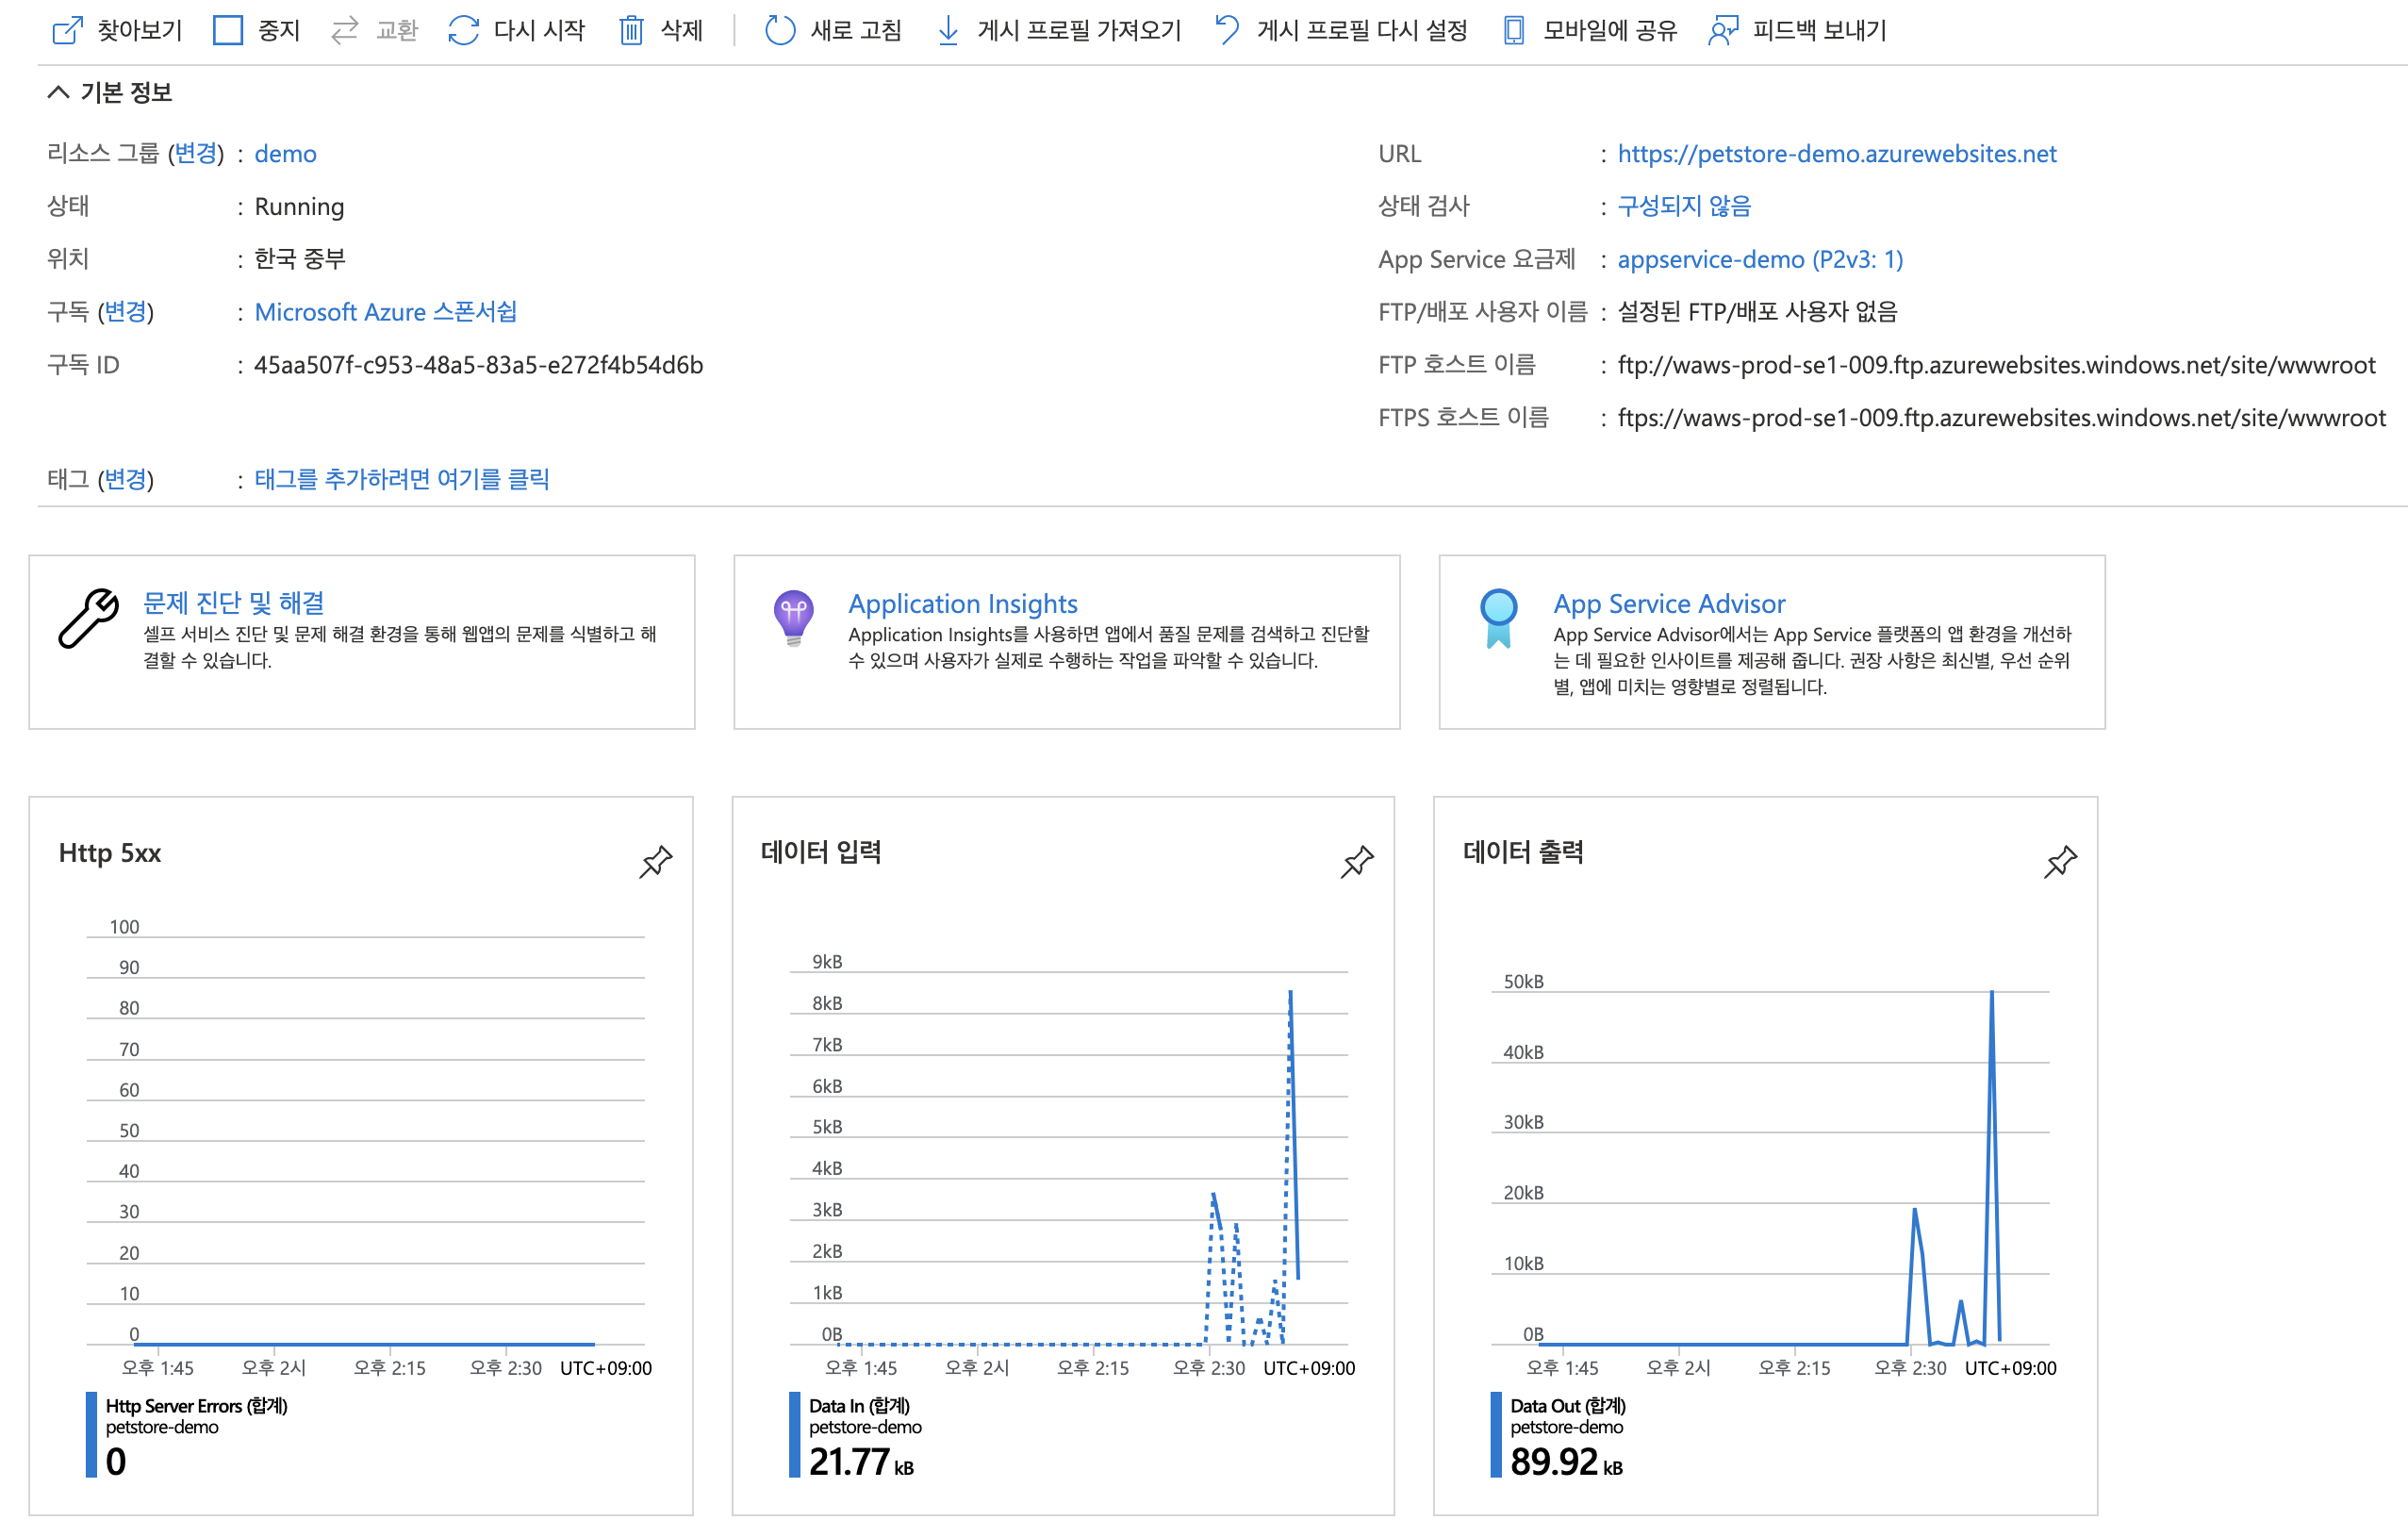 찾아보기 중지 교환 다시 시작 삭제 새로 고침 게시 프로필 가져오기 게시 프로필 다시 설정 모바일에 공유 피드백 보내기
기본 정보
리소스 그룹 (변경) : demo
상태 : Running
위치 : 한국 중부
구독 (변경) : Microsoft Azure 스폰서쉽
구독 ID : 45aa507f-c953-48a5-83a5-e272f4b54d6b
URL : https://petstore-demo.azurewebsites.net
상태 검사 : 구성되지 않음
App Service 요금제 : appservice-demo (P2v3: 1)
FTP/배포 사용자 이름 : 설정된 FTP/배포 사용자 없음
FTP 호스트 이름 : ftp://waws-prod-se1-009.ftp.azurewebsites.windows.net/site/wwwroot
FTPS 호스트 이름 : ftps://waws-prod-se1-009.ftp.azurewebsites.windows.net/site/wwwroot
태그 (변경) : 태그를 추가하려면 여기를 클릭
문제 진단 및 해결
셀프 서비스 진단 및 문제 해결 환경을 통해 웹앱의 문제를 식별하고 해
결할 수 있습니다.
Application Insights
Application Insights를 사용하면 앱에서 품질 문제를 검색하고 진단할
수 있으며 사용자가 실제로 수행하는 작업을 파악할 수 있습니다.
App Service Advisor
App Service Advisor에서는 App Service 플랫폼의 앱 환경을 개선하
는 데 필요한 인사이트를 제공해 줍니다. 권장 사항은 최신별, 우선 순위
별, 앱에 미치는 영향별로 정렬됩니다.
Http 5xx
100
90
80
70
60
50
40
30
20
10
0
오후 1:45 오후 2시 오후 2:15 오후 2:30 UTC+09:00
Http Server Errors (합계)
petstore-demo
0
데이터 입력
9kB
8kB
7kB
6kB
5kB
4kB
3kB
2kB
1kB
0B
오후 1:45 오후 2시 오후 2:15 오후 2:30 UTC+09:00
Data In (합계)
petstore-demo
21.77 kB
데이터 출력
50kB
40kB
30kB
20kB
10kB
0B
오후 1:45 오후 2시 오후 2:15 오후 2:30 UTC+09:00
Data Out (합계)
petstore-demo
89.92 kB